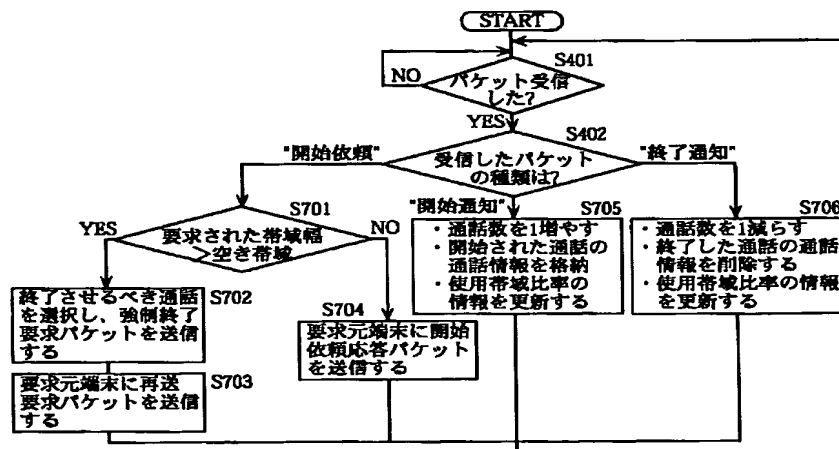 START
S401
NO
パケット受信
した?
YES
S402
"開始依頼"
受信したパケット
の種類は?
"終了通知"
S701
YES
要求された帯域幅
>空き帯域
NO
"開始通知"
S705
・通話数を1増やす
・開始された通話の
通話情報を格納
・使用帯域比率の
情報を更新する
S706
・通話数を1減らす
・終了した通話の通話
情報を削除する
・使用帯域比率の情報
を更新する
S702
終了させるべき通話
を選択し、強制終了
要求パケットを送信
する
S704
要求元端末に開始
依頼応答パケット
を送信する
S703
要求元端末に再送
要求パケットを送信
する